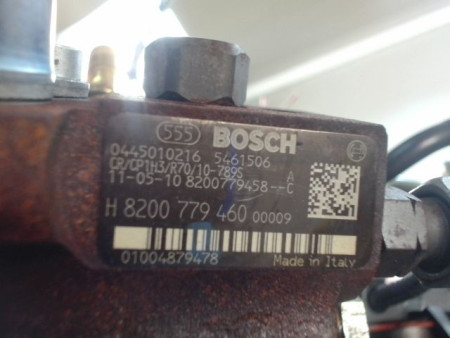 555 BOSCH
0445010216 5461506
CR/CP1H3/R70/10-789S A
11-05-10 8200779458--C
H 8200 779 460 00009
01004879478 Made in Italy